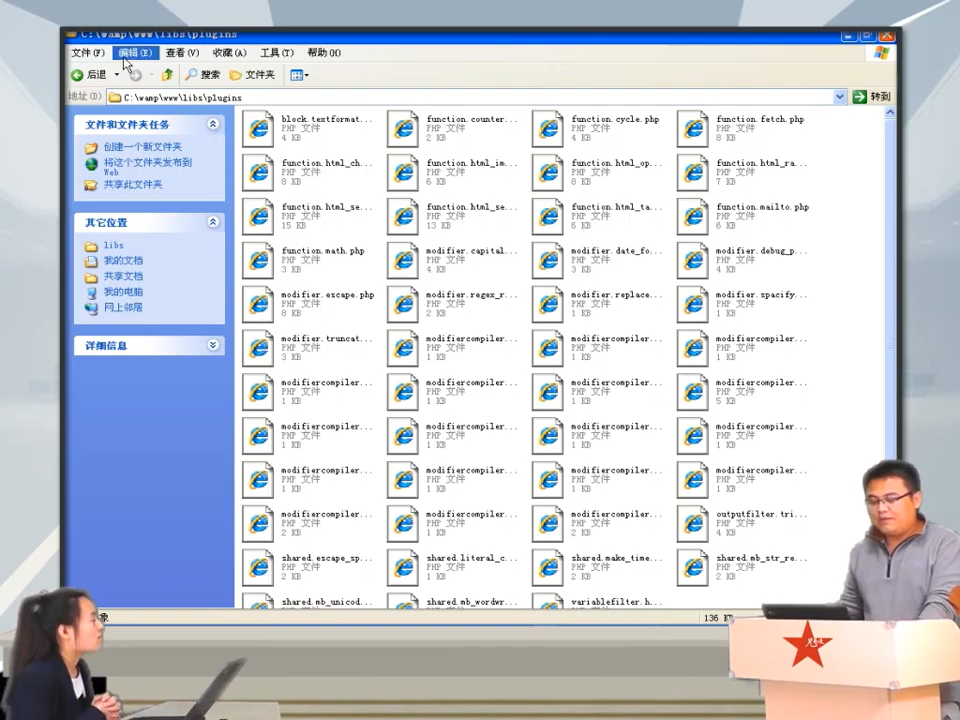 C:\wamp\www\libs\plugins
文件(F) 编辑(E) 查看(V) 收藏(A) 工具(T) 帮助(H)
后退 搜索 文件夹
地址(D) C:\wamp\www\libs\plugins 转到
文件和文件夹任务
创建一个新文件夹
将这个文件夹发布到
Web
共享此文件夹
其它位置
libs
我的文档
共享文档
我的电脑
网上邻居
详细信息
block.textformat... function.counter... function.cycle.php function.fetch.php
PHP 文件 PHP 文件 PHP 文件 PHP 文件
4 KB 2 KB 4 KB 8 KB
function.html_ch... function.html_im... function.html_op... function.html_ra...
PHP 文件 PHP 文件 PHP 文件 PHP 文件
8 KB 6 KB 8 KB 7 KB
function.html_se... function.html_se... function.html_ta... function.mailto.php
PHP 文件 PHP 文件 PHP 文件 PHP 文件
15 KB 13 KB 6 KB 6 KB
function.math.php modifier.capital... modifier.date_fo... modifier.debug_p...
PHP 文件 PHP 文件 PHP 文件 PHP 文件
3 KB 4 KB 3 KB 4 KB
modifier.escape.php modifier.regex_r... modifier.replace... modifier.spacify...
PHP 文件 PHP 文件 PHP 文件 PHP 文件
8 KB 2 KB 1 KB 1 KB
modifier.truncat... modifiercompiler... modifiercompiler... modifiercompiler...
PHP 文件 PHP 文件 PHP 文件 PHP 文件
3 KB 1 KB 1 KB 1 KB
modifiercompiler... modifiercompiler... modifiercompiler... modifiercompiler...
PHP 文件 PHP 文件 PHP 文件 PHP 文件
1 KB 1 KB 1 KB 5 KB
modifiercompiler... modifiercompiler... modifiercompiler... modifiercompiler...
PHP 文件 PHP 文件 PHP 文件 PHP 文件
1 KB 1 KB 1 KB 1 KB
modifiercompiler... modifiercompiler... modifiercompiler... modifiercompiler...
PHP 文件 PHP 文件 PHP 文件 PHP 文件
1 KB 1 KB 1 KB 1 KB
modifiercompiler... modifiercompiler... modifiercompiler... outputfilter.tri...
PHP 文件 PHP 文件 PHP 文件 PHP 文件
2 KB 1 KB 2 KB 4 KB
shared.escape_sp... shared.literal_c... shared.make_time... shared.mb_str_re...
PHP 文件 PHP 文件 PHP 文件 PHP 文件
2 KB 1 KB 2 KB 2 KB
shared.mb_unicod... shared.mb_wordwr... variablefilter.h...
象 136 KB